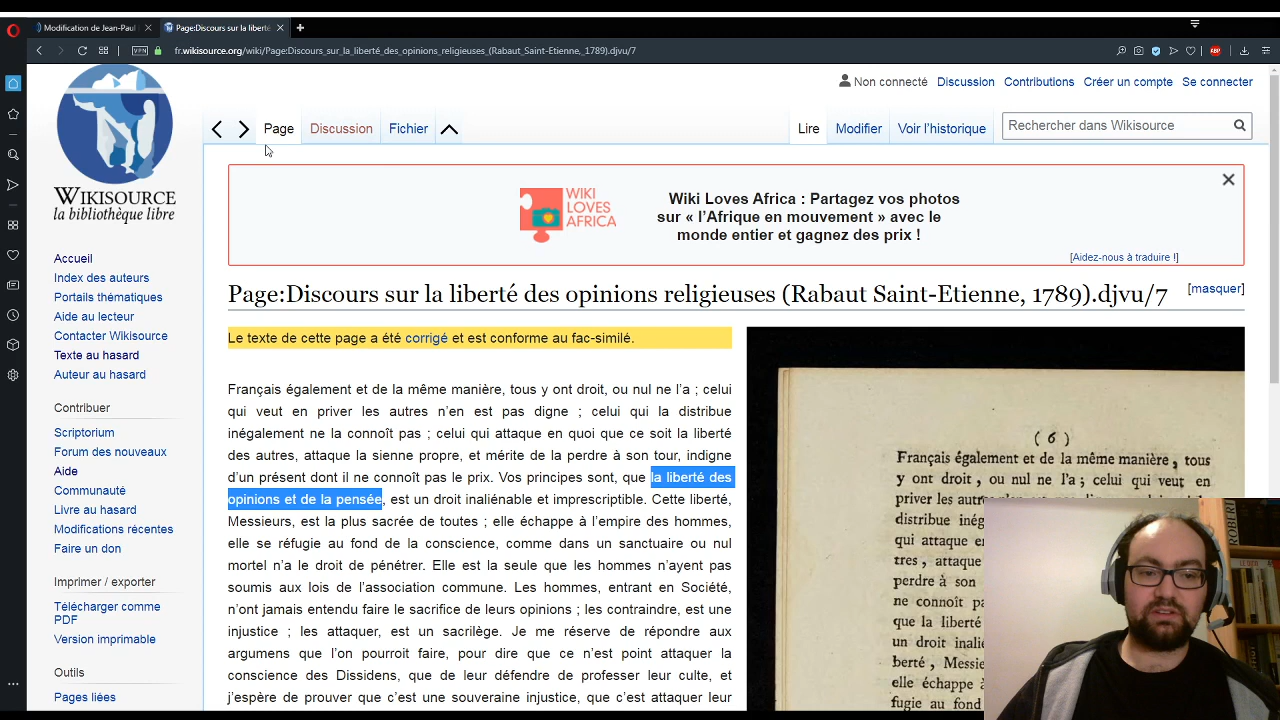 Modification de Jean-Paul
Page:Discours sur la liberté
VPN
fr.wikisource.org/wiki/Page:Discours_sur_la_liberté_des_opinions_religieuses_(Rabaut_Saint-Etienne,_1789).djvu/7
ABP
Non connecté Discussion Contributions Créer un compte Se connecter
Page Discussion Fichier Lire Modifier Voir l’historique Rechercher dans Wikisource
WIKISOURCE
la bibliothèque libre
WIKI
LOVES
AFRICA
Wiki Loves Africa : Partagez vos photos
sur « l’Afrique en mouvement » avec le
monde entier et gagnez des prix !
[Aidez-nous à traduire !]
Accueil
Index des auteurs
Portails thématiques
Aide au lecteur
Contacter Wikisource
Texte au hasard
Auteur au hasard
Contribuer
Scriptorium
Forum des nouveaux
Aide
Communauté
Livre au hasard
Modifications récentes
Faire un don
Imprimer / exporter
Télécharger comme
PDF
Version imprimable
Outils
Pages liées
Page:Discours sur la liberté des opinions religieuses (Rabaut Saint-Etienne, 1789).djvu/7
[masquer]
Le texte de cette page a été corrigé et est conforme au fac-similé.
Français également et de la même manière, tous y ont droit, ou nul ne l’a ; celui
qui veut en priver les autres n’en est pas digne ; celui qui la distribue
inégalement ne la connoît pas ; celui qui attaque en quoi que ce soit la liberté
des autres, attaque la sienne propre, et mérite de la perdre à son tour, indigne
d’un présent dont il ne connoît pas le prix. Vos principes sont, que la liberté des
opinions et de la pensée, est un droit inaliénable et imprescriptible. Cette liberté,
Messieurs, est la plus sacrée de toutes ; elle échappe à l’empire des hommes,
elle se réfugie au fond de la conscience, comme dans un sanctuaire ou nul
mortel n’a le droit de pénétrer. Elle est la seule que les hommes n’ayent pas
soumis aux lois de l’association commune. Les hommes, entrant en Société,
n’ont jamais entendu faire le sacrifice de leurs opinions ; les contraindre, est une
injustice ; les attaquer, est un sacrilège. Je me réserve de répondre aux
argumens que l’on pourroit faire, pour dire que ce n’est point attaquer la
conscience des Dissidens, que de leur défendre de professer leur culte, et
j’espère de prouver que c’est une souveraine injustice, que c’est attaquer leur
( 6 )
Français également et de la même manière, tous
y ont droit, ou nul ne l’a ; celui qui veut en
priver les autres
distribue
qui attaque
tres, attaque
perdre à son
ne connoît
que la liberté
un droit
berté, Messie
elle échappe
fugie au fond
ROBERT